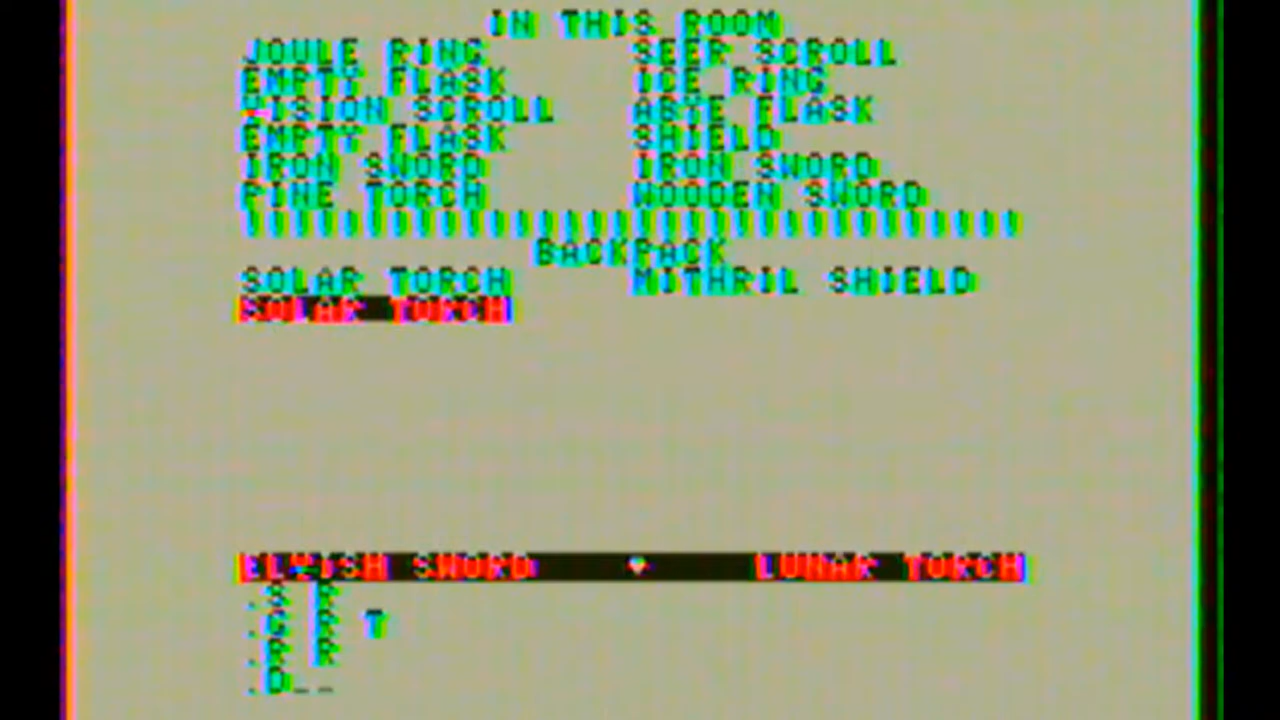 IN THIS ROOM
JOULE RING SEER SCROLL
EMPTY FLASK ICE RING
VISION SCROLL ABYE FLASK
EMPTY FLASK SHIELD
IRON SWORD IRON SWORD
PINE TORCH WOODEN SWORD
!!!!!!!!!!!!!!!!!!!!!!!!!!!!!!!!
BACKPACK
SOLAR TORCH MITHRIL SHIELD
SOLAR TORCH
ELVISH SWORD LUNAR TORCH
.S R
.G R T
.R R
.D__